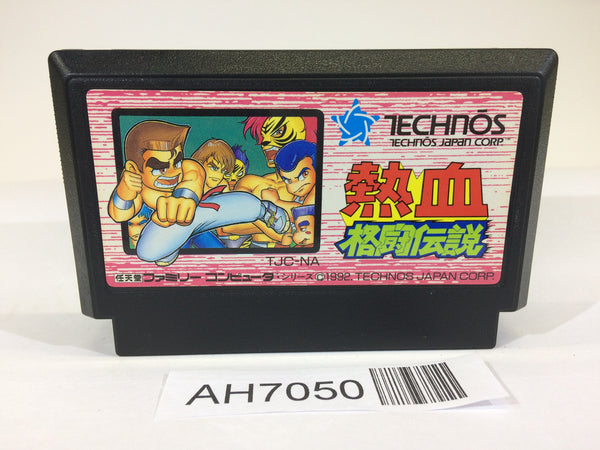 TECHNŌS
TECHNŌS JAPAN CORP.
熱血
格闘伝説
TJC-NA
任天堂 ファミリー コンピュータ シリーズ ©1992 TECHNOS JAPAN CORP.
AH7050